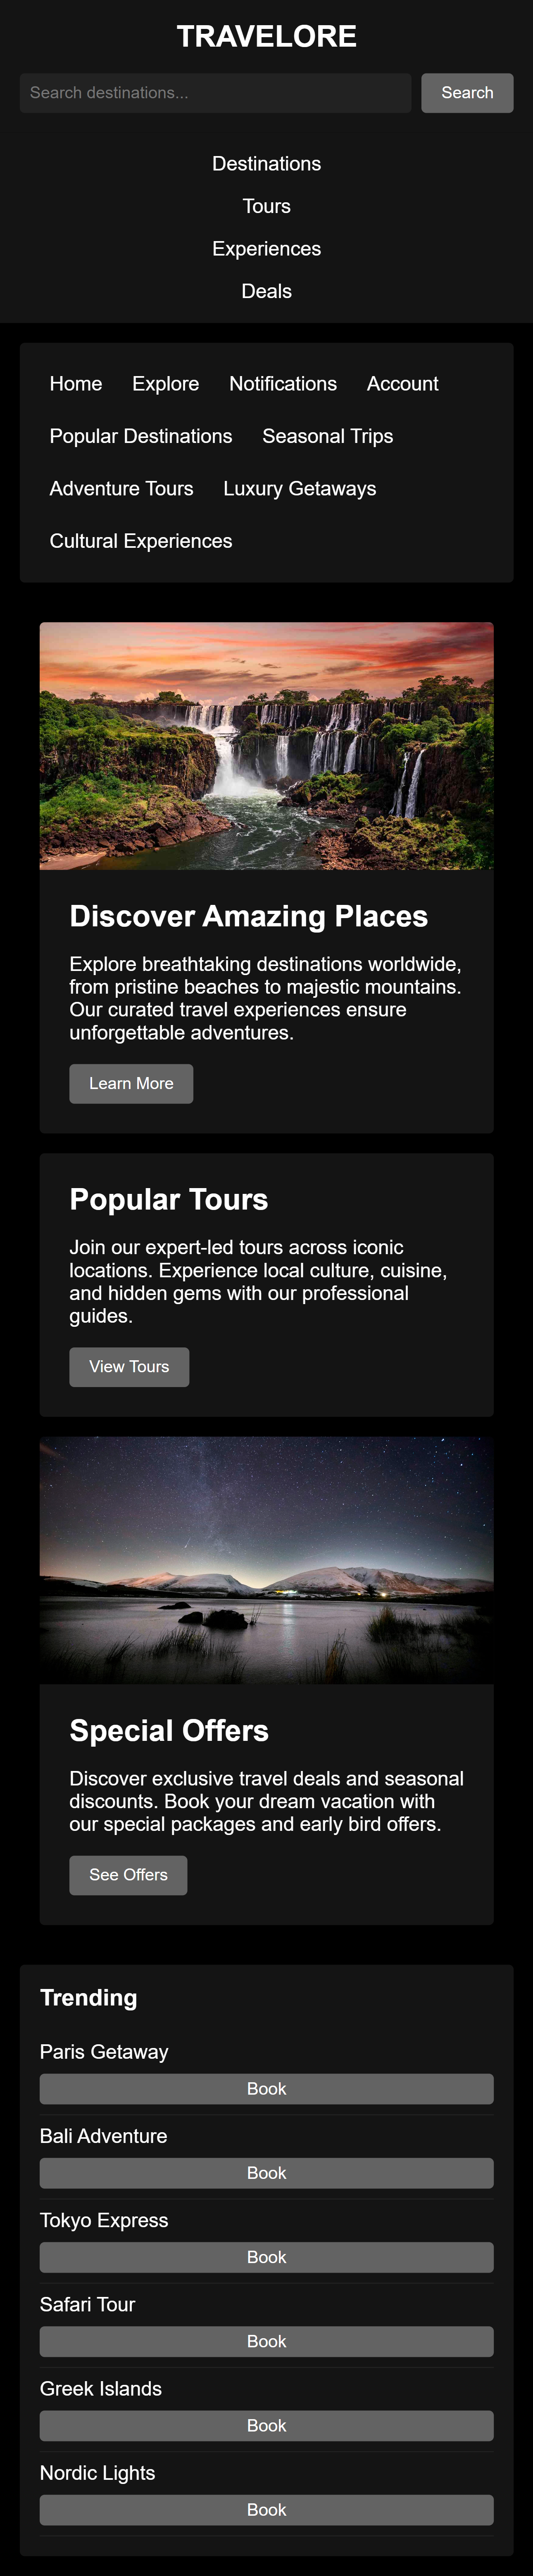 TRAVELORE
Search destinations...
Search
Destinations
Tours
Experiences
Deals
Home Explore Notifications Account
Popular Destinations Seasonal Trips
Adventure Tours Luxury Getaways
Cultural Experiences
Discover Amazing Places
Explore breathtaking destinations worldwide,
from pristine beaches to majestic mountains.
Our curated travel experiences ensure
unforgettable adventures.
Learn More
Popular Tours
Join our expert-led tours across iconic
locations. Experience local culture, cuisine,
and hidden gems with our professional
guides.
View Tours
Special Offers
Discover exclusive travel deals and seasonal
discounts. Book your dream vacation with
our special packages and early bird offers.
See Offers
Trending
Paris Getaway
Book
Bali Adventure
Book
Tokyo Express
Book
Safari Tour
Book
Greek Islands
Book
Nordic Lights
Book